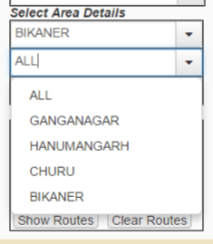 Select Area Details
BIKANER
ALL
ALL
GANGANAGAR
HANUMANGARH
CHURU
BIKANER
Show Routes Clear Routes